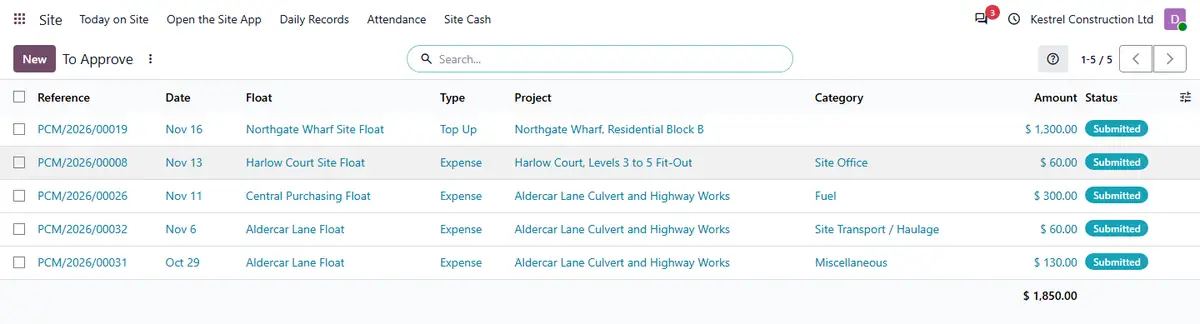 Site Today on Site Open the Site App Daily Records Attendance Site Cash 3 Kestrel Construction Ltd D
New To Approve Search... 1-5 / 5
Reference Date Float Type Project Category Amount Status
PCM/2026/00019 Nov 16 Northgate Wharf Site Float Top Up Northgate Wharf, Residential Block B $ 1,300.00 Submitted
PCM/2026/00008 Nov 13 Harlow Court Site Float Expense Harlow Court, Levels 3 to 5 Fit-Out Site Office $ 60.00 Submitted
PCM/2026/00026 Nov 11 Central Purchasing Float Expense Aldercar Lane Culvert and Highway Works Fuel $ 300.00 Submitted
PCM/2026/00032 Nov 6 Aldercar Lane Float Expense Aldercar Lane Culvert and Highway Works Site Transport / Haulage $ 60.00 Submitted
PCM/2026/00031 Oct 29 Aldercar Lane Float Expense Aldercar Lane Culvert and Highway Works Miscellaneous $ 130.00 Submitted
$ 1,850.00